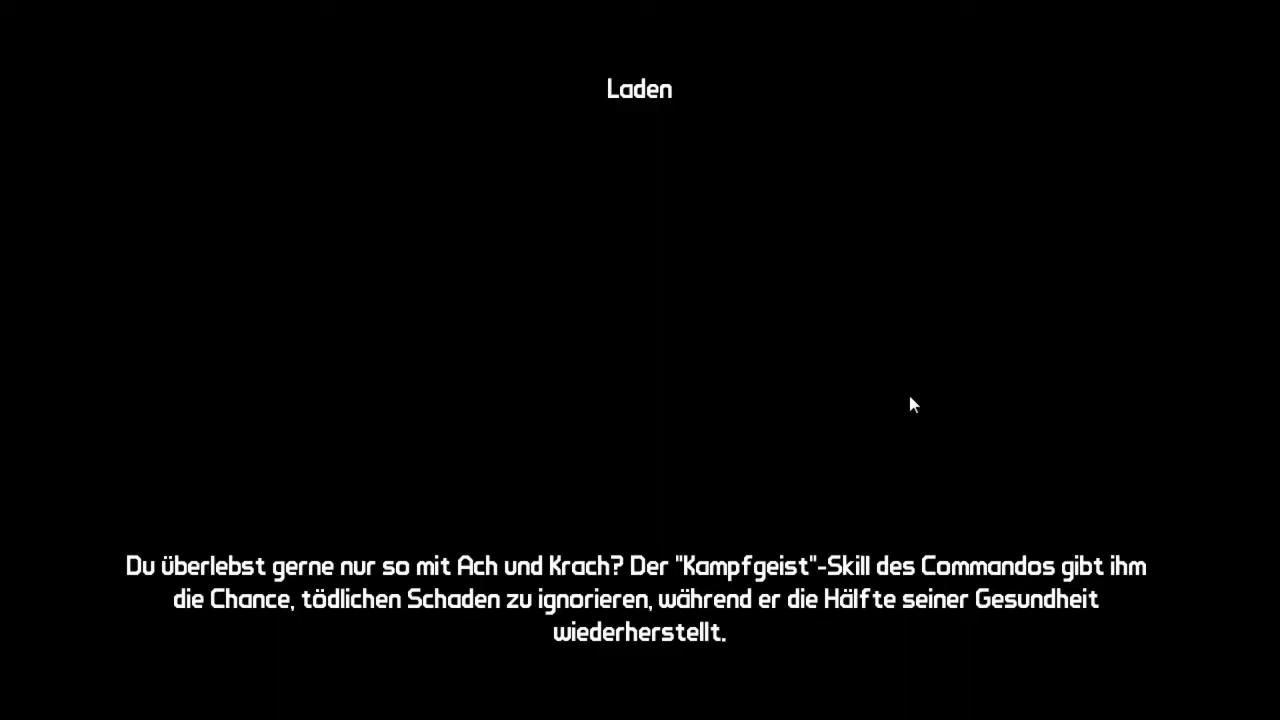 Laden
Du überlebst gerne nur so mit Ach und Krach? Der "Kampfgeist"-Skill des Commandos gibt ihm
die Chance, tödlichen Schaden zu ignorieren, während er die Hälfte seiner Gesundheit
wiederherstellt.